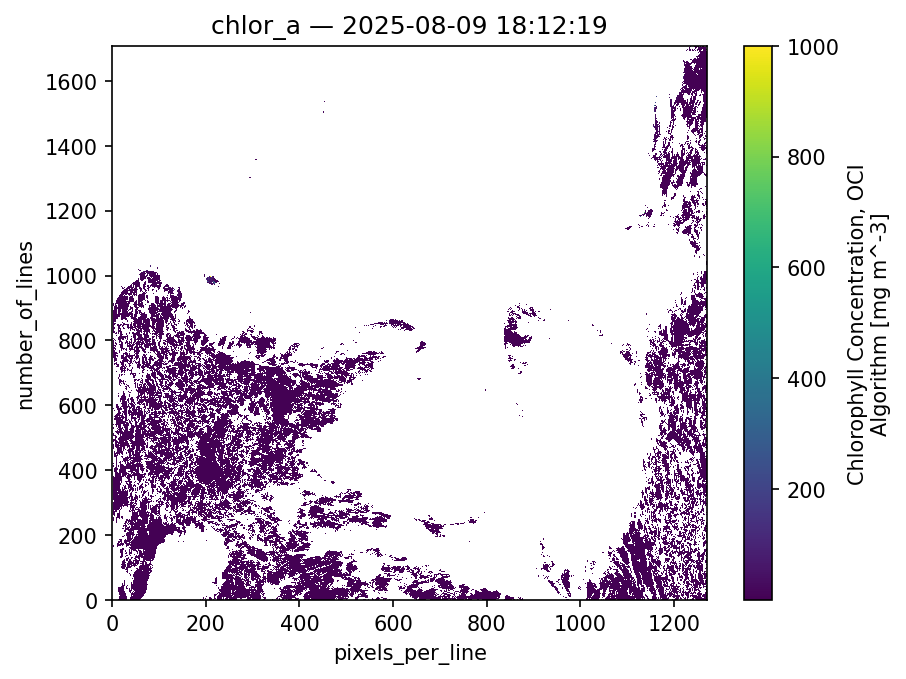 chlor_a — 2025-08-09 18:12:19
1600
1400
1200
1000
800
600
400
200
0
number_of_lines
0 200 400 600 800 1000 1200
pixels_per_line
1000
800
600
400
200
Chlorophyll Concentration, OCI
Algorithm [mg m^-3]